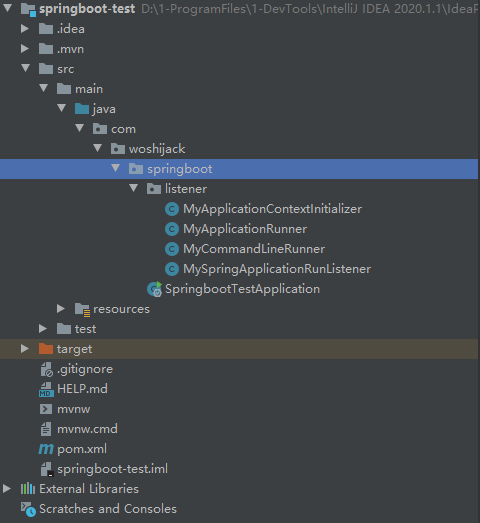 springboot-test D:\1-ProgramFiles\1-DevTools\IntelliJ IDEA 2020.1.1\IdeaP
.idea
.mvn
src
main
java
com
woshijack
springboot
listener
MyApplicationContextInitializer
MyApplicationRunner
MyCommandLineRunner
MySpringApplicationRunListener
SpringbootTestApplication
resources
test
target
.gitignore
HELP.md
mvnw
mvnw.cmd
pom.xml
springboot-test.iml
External Libraries
Scratches and Consoles